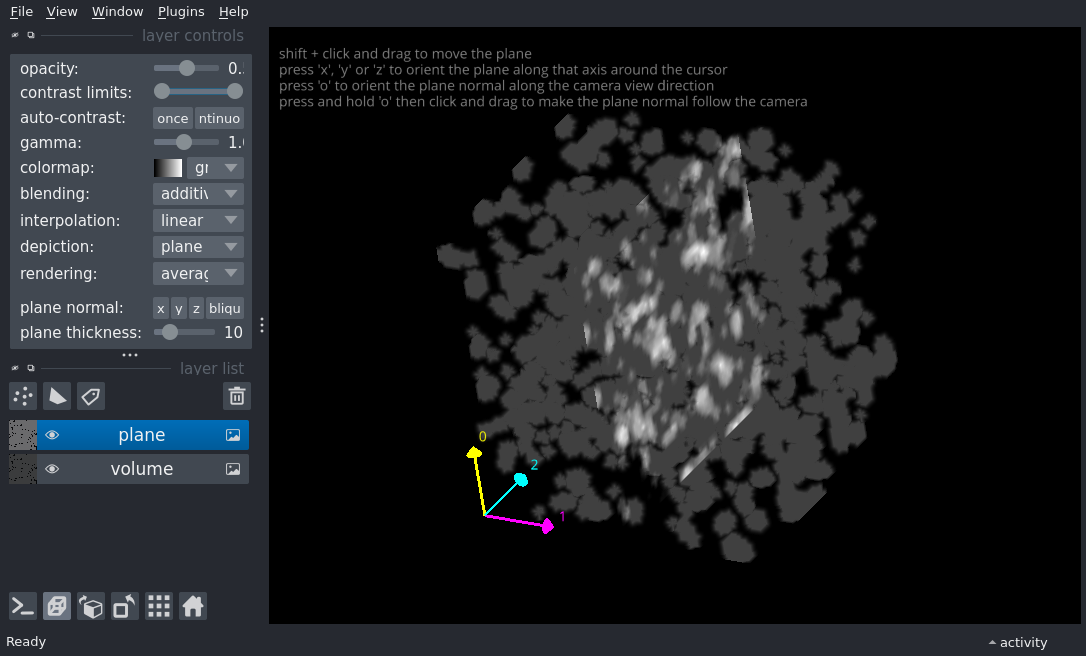 File View Window Plugins Help
layer controls
opacity: 0.
contrast limits:
auto-contrast: once ntinuo
gamma: 1.
colormap: gr
blending: additiv
interpolation: linear
depiction: plane
rendering: averag
plane normal: x y z bliqu
plane thickness: 10
layer list
plane
volume
Ready
shift + click and drag to move the plane
press 'x', 'y' or 'z' to orient the plane along that axis around the cursor
press 'o' to orient the plane normal along the camera view direction
press and hold 'o' then click and drag to make the plane normal follow the camera
0
2
1
activity